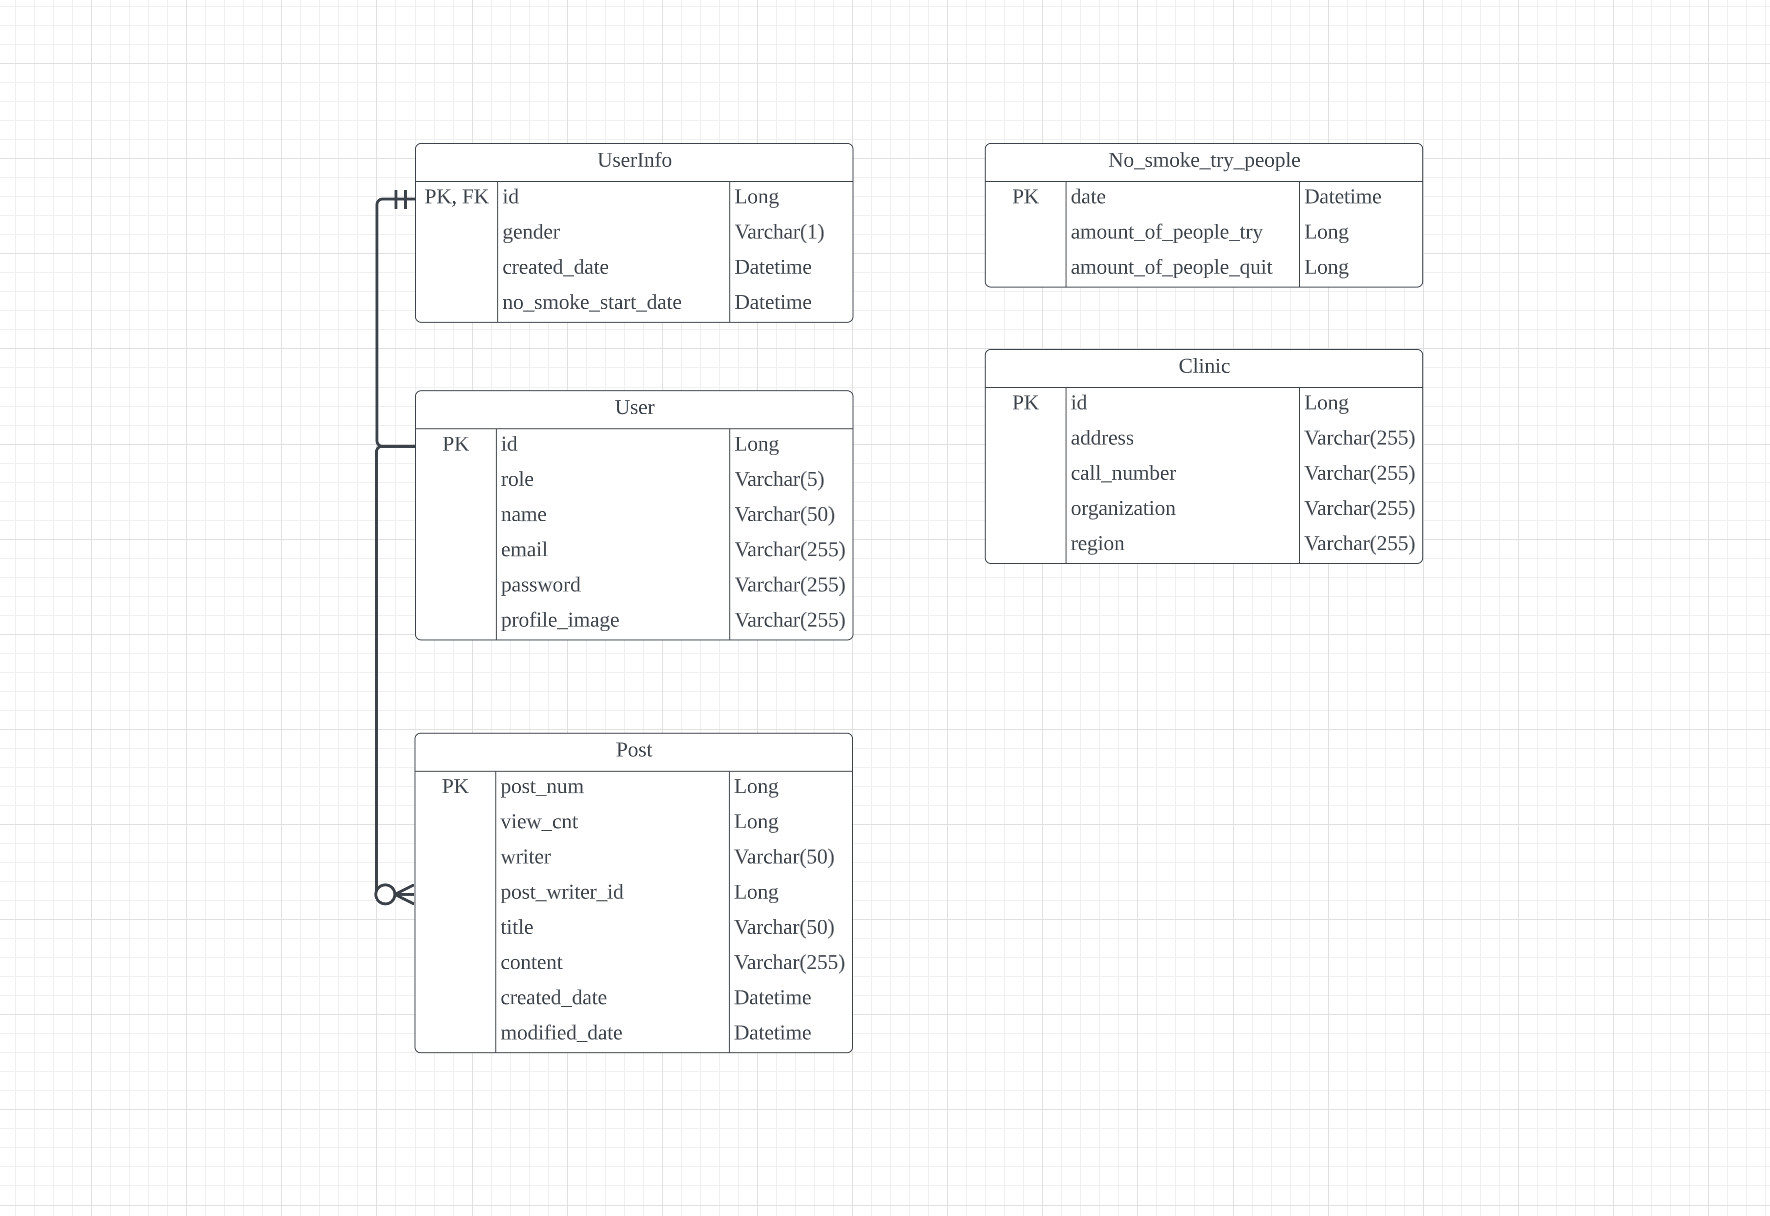 UserInfo
PK, FK id Long
gender Varchar(1)
created_date Datetime
no_smoke_start_date Datetime
User
PK id Long
role Varchar(5)
name Varchar(50)
email Varchar(255)
password Varchar(255)
profile_image Varchar(255)
Post
PK post_num Long
view_cnt Long
writer Varchar(50)
post_writer_id Long
title Varchar(50)
content Varchar(255)
created_date Datetime
modified_date Datetime
No_smoke_try_people
PK date Datetime
amount_of_people_try Long
amount_of_people_quit Long
Clinic
PK id Long
address Varchar(255)
call_number Varchar(255)
organization Varchar(255)
region Varchar(255)